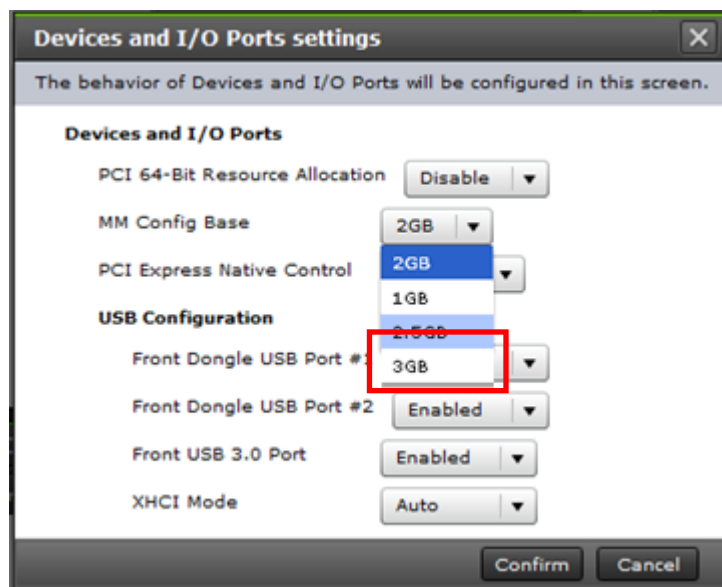 Devices and I/O Ports settings
The behavior of Devices and I/O Ports will be configured in this screen.
Devices and I/O Ports
PCI 64-Bit Resource Allocation Disable
MM Config Base 2GB
2GB
PCI Express Native Control
1GB
USB Configuration
2.5GB
Front Dongle USB Port #1
3GB
Front Dongle USB Port #2 Enabled
Front USB 3.0 Port Enabled
XHCI Mode Auto
Confirm Cancel